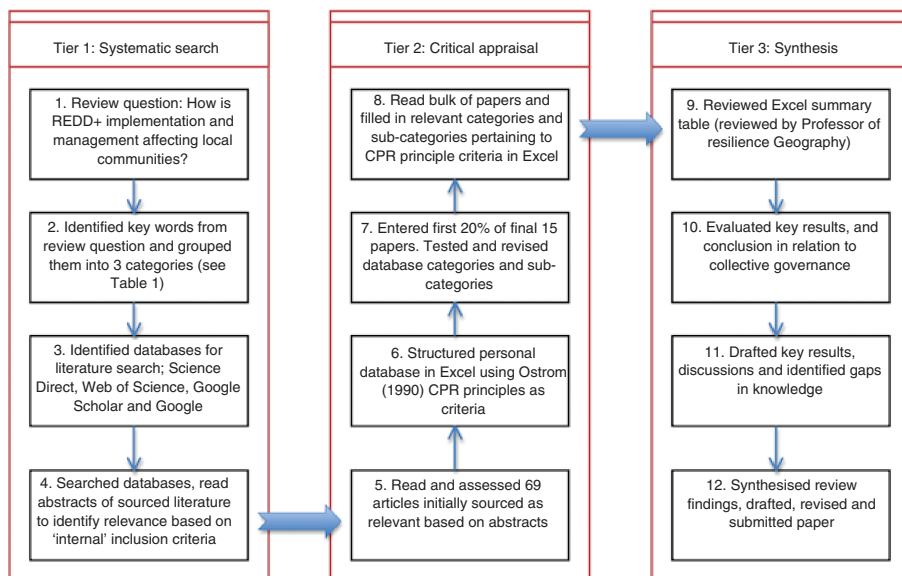 Tier 1: Systematic search
1. Review question: How is
REDD+ implementation and
management affecting local
communities?
2. Identified key words from
review question and grouped
them into 3 categories (see
Table 1)
3. Identified databases for
literature search; Science
Direct, Web of Science, Google
Scholar and Google
4. Searched databases, read
abstracts of sourced literature
to identify relevance based on
‘internal’ inclusion criteria
Tier 2: Critical appraisal
8. Read bulk of papers and
filled in relevant categories and
sub-categories pertaining to
CPR principle criteria in Excel
7. Entered first 20% of final 15
papers. Tested and revised
database categories and sub-
categories
6. Structured personal
database in Excel using Ostrom
(1990) CPR principles as
criteria
5. Read and assessed 69
articles initially sourced as
relevant based on abstracts
Tier 3: Synthesis
9. Reviewed Excel summary
table (reviewed by Professor of
resilience Geography)
10. Evaluated key results, and
conclusion in relation to
collective governance
11. Drafted key results,
discussions and identified gaps
in knowledge
12. Synthesised review
findings, drafted, revised and
submitted paper